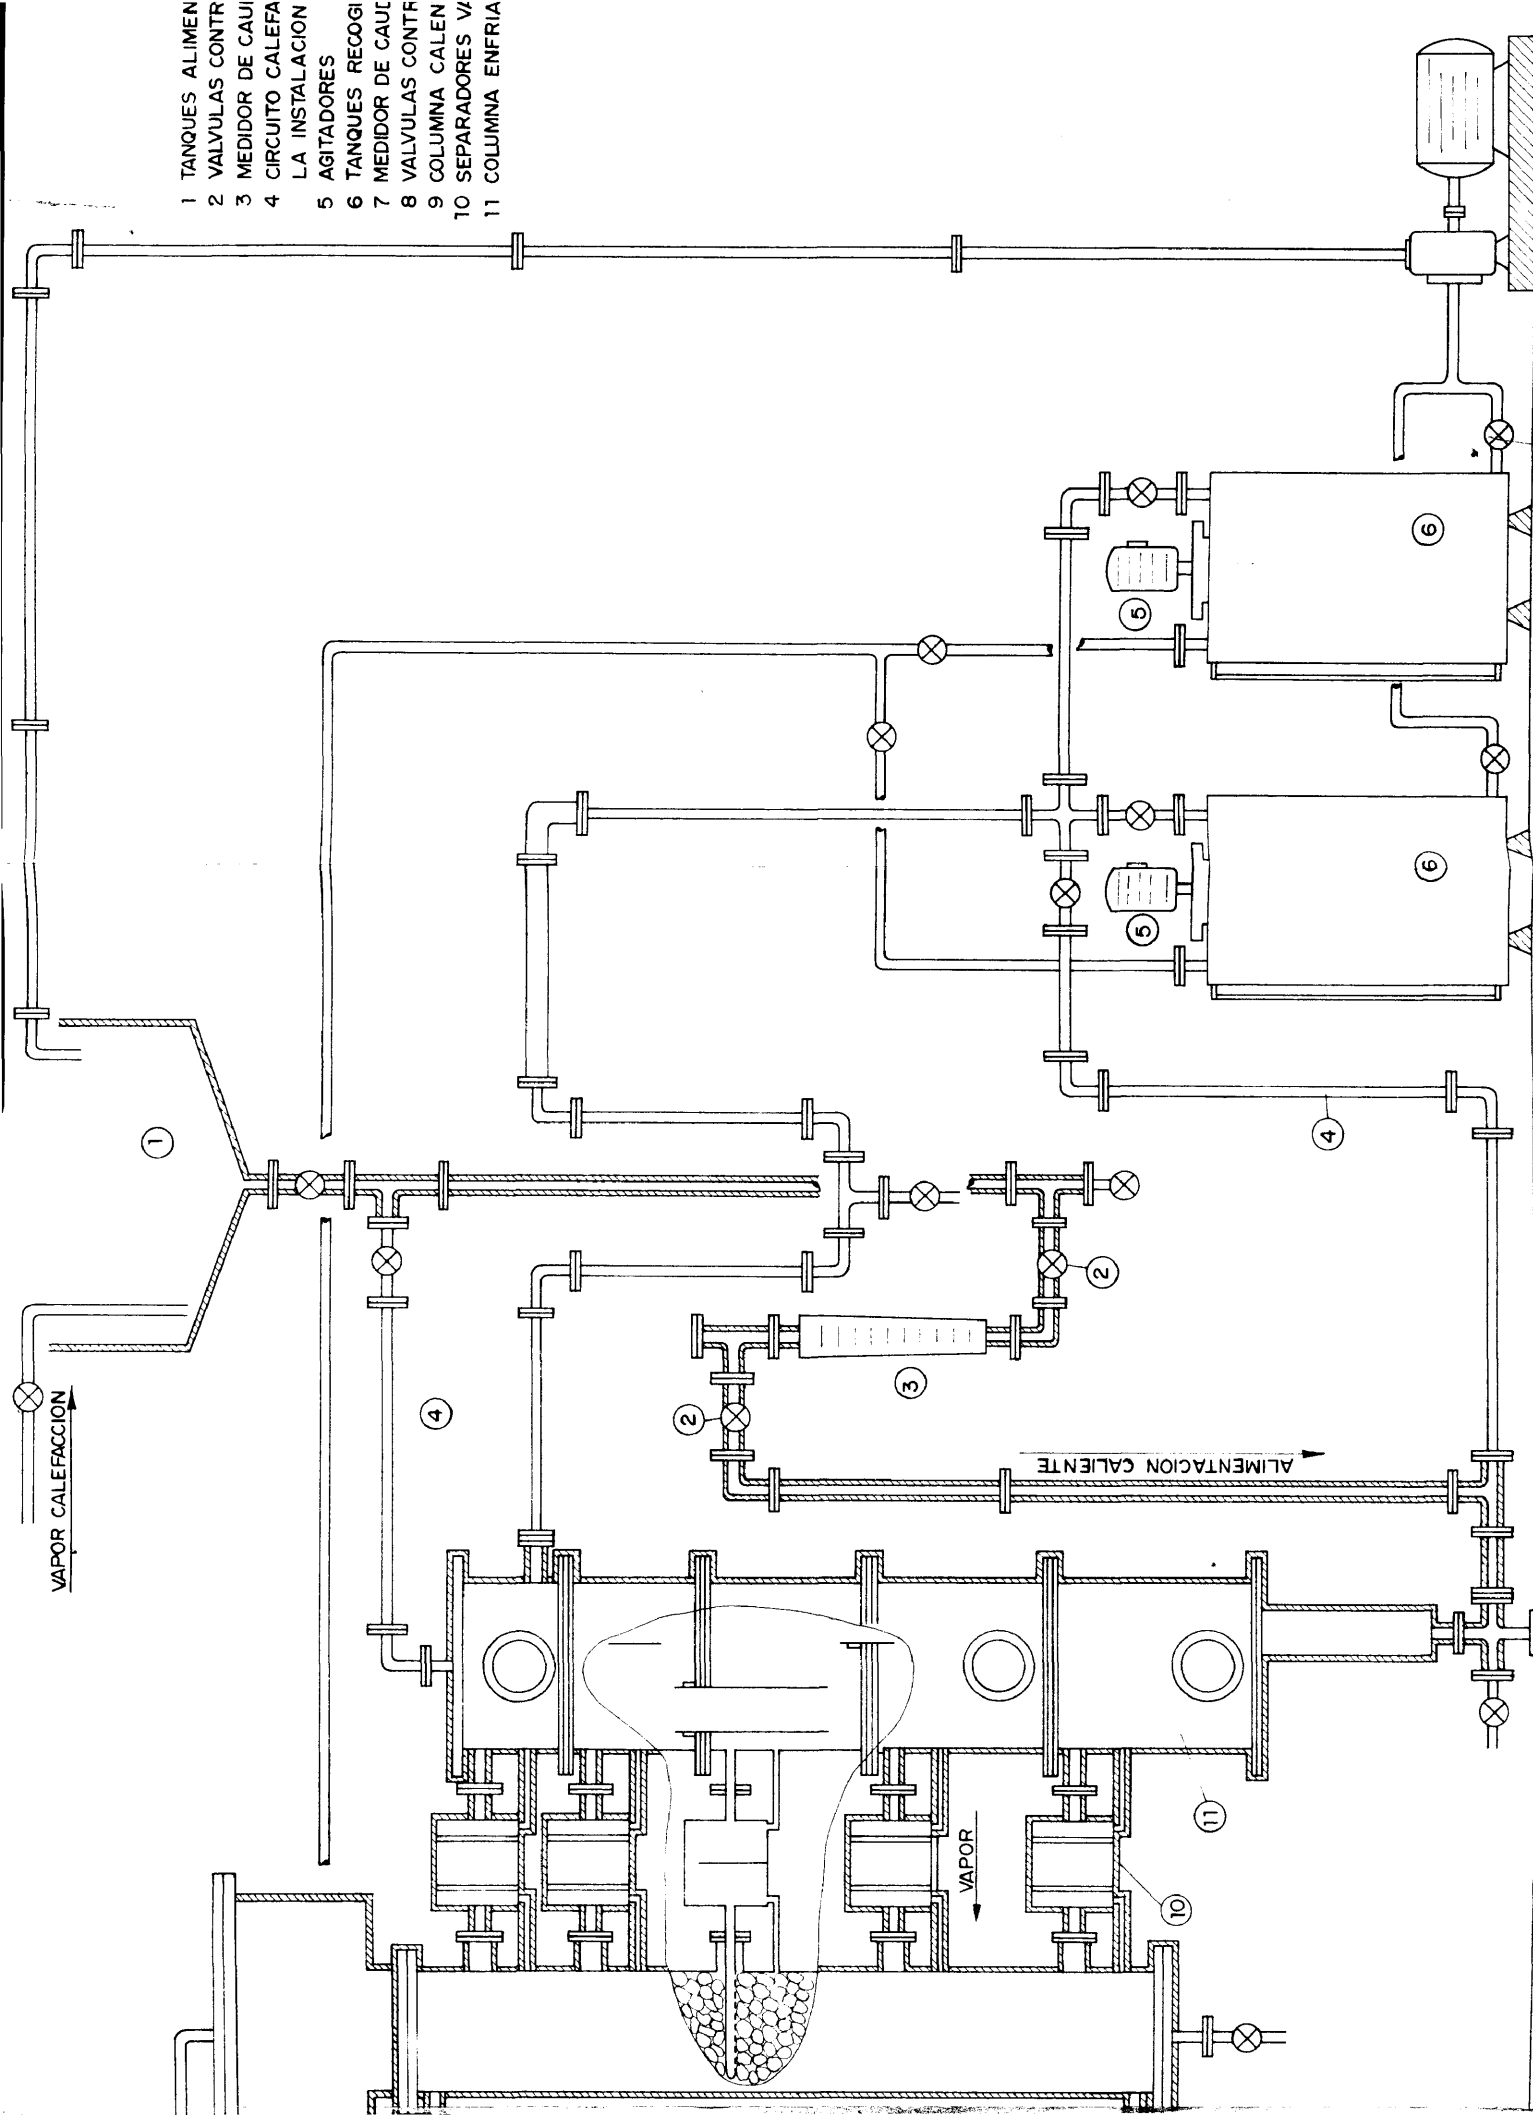 1 TANQUES ALIMEN
2 VALVULAS CONTR
3 MEDIDOR DE CAU
4 CIRCUITO CALEFA
LA INSTALACION
5 AGITADORES
6 TANQUES RECOGI
7 MEDIDOR DE CAUD
8 VALVULAS CONTR
9 COLUMNA CALEN
10 SEPARADORES VA
11 COLUMNA ENFRIA
VAPOR CALEFACCION
1
4
2
3
2
ALIMENTACION CALIENTE
4
5
6
5
6
VAPOR
10
11